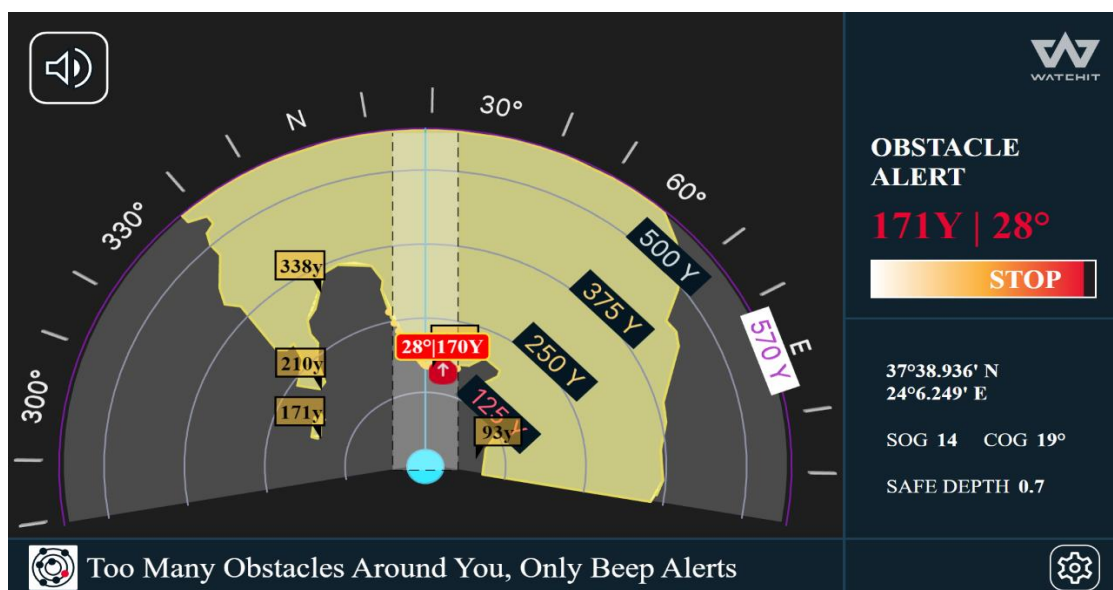 WATCHIT
N
30°
330°
60°
300°
E
338y
210y
171y
93y
28°|170Y
500 Y
375 Y
250 Y
570 Y
OBSTACLE
ALERT
171Y | 28°
STOP
37°38.936' N
24°6.249' E
SOG 14 COG 19°
SAFE DEPTH 0.7
Too Many Obstacles Around You, Only Beep Alerts